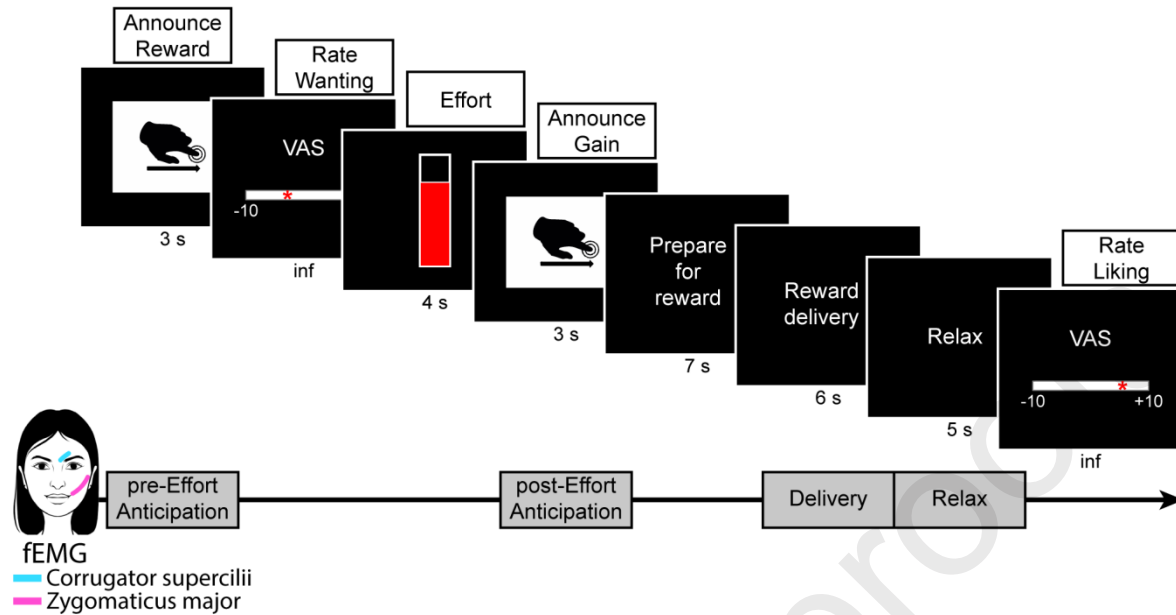 Announce
Reward
3 s
Rate
Wanting
VAS
-10
inf
Effort
4 s
Announce
Gain
3 s
Prepare
for
reward
7 s
Reward
delivery
6 s
Relax
5 s
Rate
Liking
VAS
-10
+10
inf
pre-Effort
Anticipation
post-Effort
Anticipation
Delivery
Relax
fEMG
Corrugator supercilii
Zygomaticus major